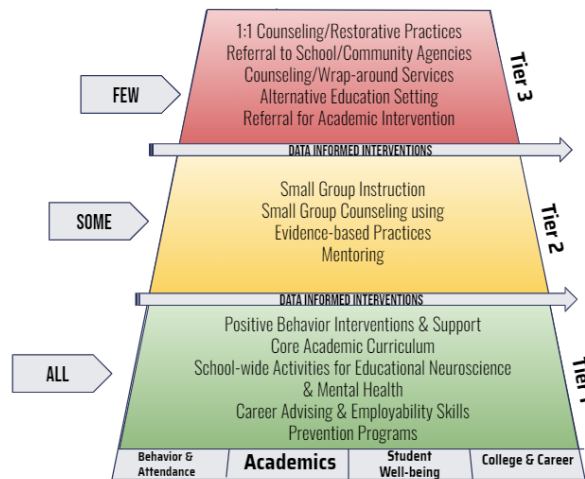 1:1 Counseling/Restorative Practices
Referral to School/Community Agencies
Counseling/Wrap-around Services
Alternative Education Setting
Referral for Academic Intervention
FEW
Tier 3
DATA INFORMED INTERVENTIONS
Small Group Instruction
Small Group Counseling using
Evidence-based Practices
Mentoring
SOME
Tier 2
DATA INFORMED INTERVENTIONS
Positive Behavior Interventions & Support
Core Academic Curriculum
School-wide Activities for Educational Neuroscience
& Mental Health
Career Advising & Employability Skills
Prevention Programs
ALL
Tier 1
Behavior &
Attendance
Academics
Student
Well-being
College & Career